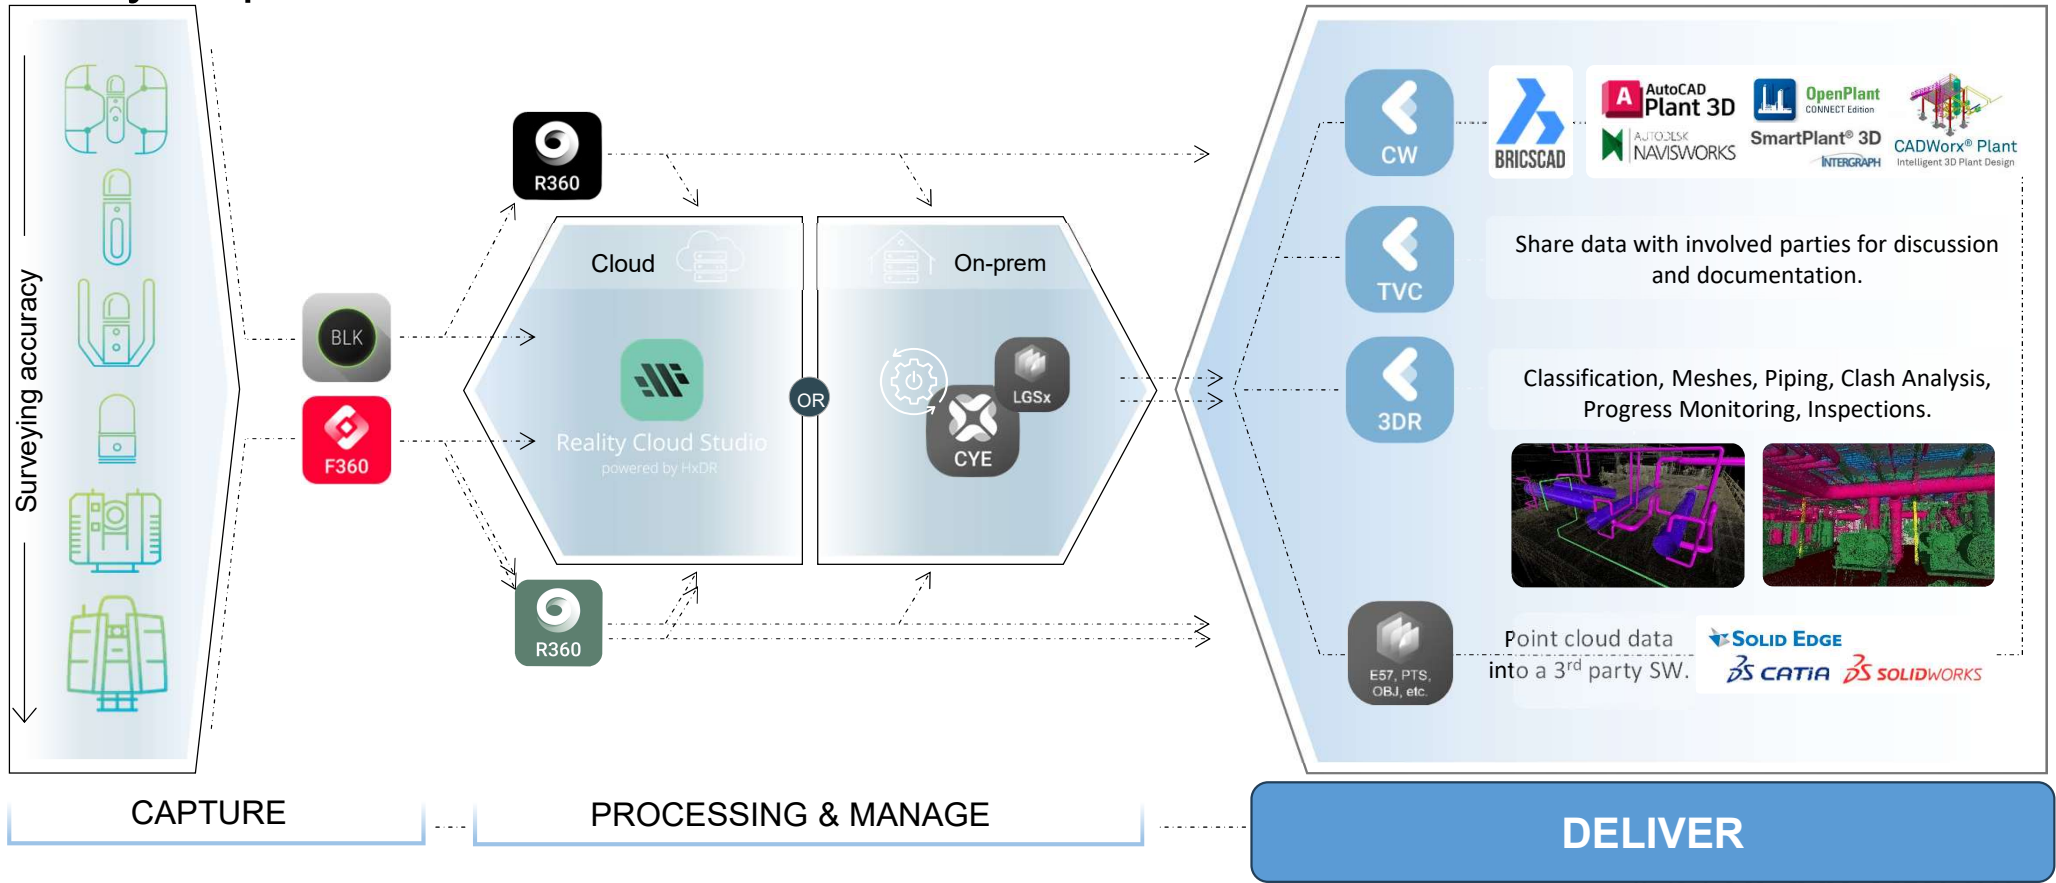 Surveying accuracy
BLK
F360
R360
R360
Cloud
On-prem
Reality Cloud Studio
powered by HxDR
OR
LGSx
CYE
CW
BRICSCAD
A AutoCAD
Plant 3D
AUTODESK
NAVISWORKS
OpenPlant
CONNECT Edition
SmartPlant® 3D
INTERGRAPH
CADWorx® Plant
Intelligent 3D Plant Design
TVC
Share data with involved parties for discussion
and documentation.
3DR
Classification, Meshes, Piping, Clash Analysis,
Progress Monitoring, Inspections.
E57, PTS,
OBJ, etc.
Point cloud data
into a 3rd party SW.
SOLID EDGE
3S CATIA
3S SOLIDWORKS
CAPTURE
PROCESSING & MANAGE
DELIVER